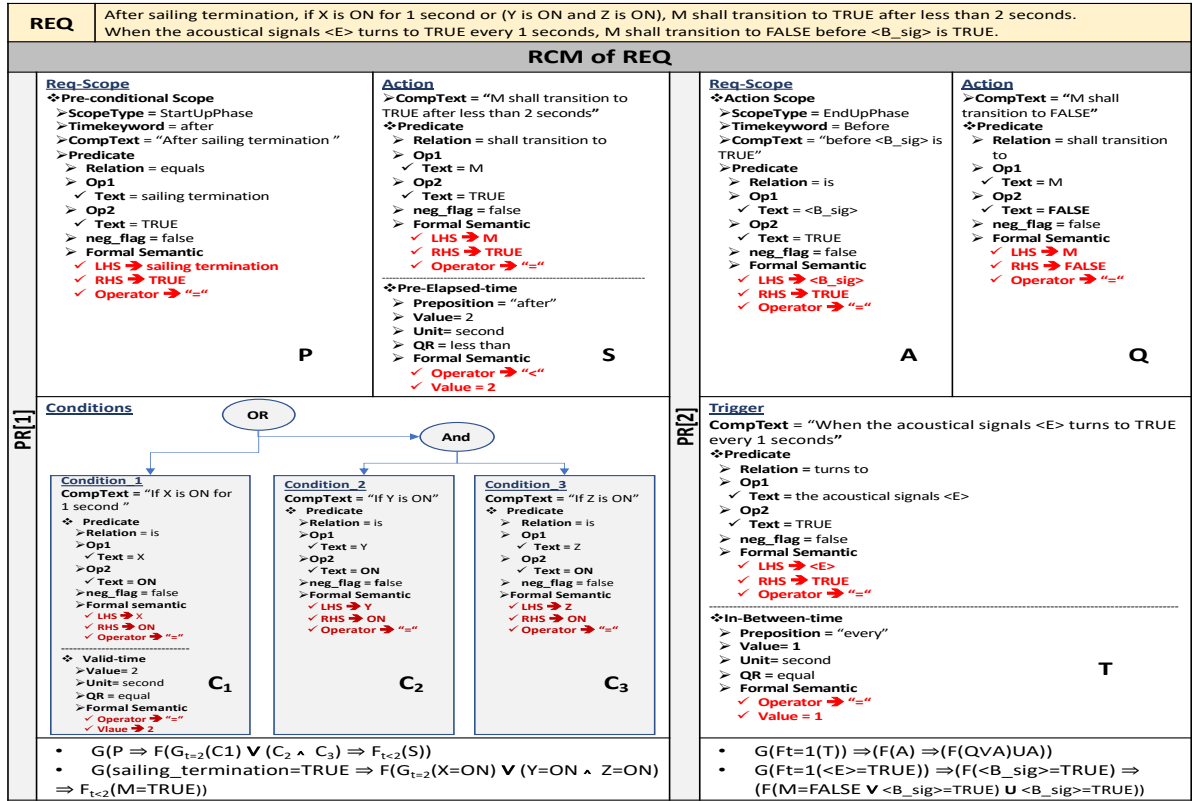 REQ
After sailing termination, if X is ON for 1 second or (Y is ON and Z is ON), M shall transition to TRUE after less than 2 seconds.
When the acoustical signals <E> turns to TRUE every 1 seconds, M shall transition to FALSE before <B_sig> is TRUE.
RCM of REQ
PR[1]
Req-Scope
❖Pre-conditional Scope
➢ScopeType = StartUpPhase
➢Timekeyword = after
➢CompText = “After sailing termination ”
➢Predicate
➢ Relation = equals
➢ Op1
✓ Text = sailing termination
➢ Op2
✓ Text = TRUE
➢ neg_flag = false
➢ Formal Semantic
✓ LHS ➔ sailing termination
✓ RHS ➔ TRUE
✓ Operator ➔ “=“
P
Action
➢CompText = “M shall transition to
TRUE after less than 2 seconds”
❖Predicate
➢ Relation = shall transition to
➢ Op1
✓ Text = M
➢ Op2
✓ Text = TRUE
➢ neg_flag = false
➢ Formal Semantic
✓ LHS ➔ M
✓ RHS ➔ TRUE
✓ Operator ➔ “=“
❖Pre-Elapsed-time
➢ Preposition = “after”
➢ Value= 2
➢ Unit= second
➢ QR = less than
➢ Formal Semantic
✓ Operator ➔ “<“
✓ Value = 2
S
Conditions
OR
And
Condition_1
CompText = “If X is ON for
1 second ”
❖ Predicate
➢Relation = is
➢Op1
✓ Text = X
➢Op2
✓ Text = ON
➢neg_flag = false
➢Formal semantic
✓ LHS ➔ X
✓ RHS ➔ ON
✓ Operator ➔ “=“
❖ Valid-time
➢Value= 2
➢Unit= second
➢QR = equal
➢Formal Semantic
✓ Operator ➔ “=“
✓ Vlaue ➔ 2
C₁
Condition_2
CompText = “If Y is ON”
❖ Predicate
➢Relation = is
➢Op1
✓ Text = Y
➢Op2
✓ Text = ON
➢neg_flag = false
➢Formal Semantic
✓ LHS ➔ Y
✓ RHS ➔ ON
✓ Operator ➔ “=“
C₂
Condition_3
CompText = “If Z is ON”
❖ Predicate
➢ Relation = is
➢ Op1
✓ Text = Z
➢ Op2
✓ Text = ON
➢ neg_flag = false
➢ Formal Semantic
✓ LHS ➔ Z
✓ RHS ➔ ON
✓ Operator ➔ “=“
C₃
• G(P ⇒ F(Gₜ₌₂(C1) V (C₂ ∧ C₃) ⇒ Fₜ<₂(S))
• G(sailing_termination=TRUE ⇒ F(Gₜ₌₂(X=ON) V (Y=ON ∧ Z=ON)
⇒ Fₜ<₂(M=TRUE))
PR[2]
Req-Scope
❖Action Scope
➢ScopeType = EndUpPhase
➢Timekeyword = Before
➢CompText = “before <B_sig> is
TRUE”
➢Predicate
➢ Relation = is
➢ Op1
✓ Text = <B_sig>
➢ Op2
✓ Text = TRUE
➢ neg_flag = false
➢ Formal Semantic
✓ LHS ➔ <B_sig>
✓ RHS ➔ TRUE
✓ Operator ➔ “=“
A
Action
➢CompText = “M shall
transition to FALSE”
❖Predicate
➢ Relation = shall transition
to
➢ Op1
✓ Text = M
➢ Op2
✓ Text = FALSE
➢ neg_flag = false
➢ Formal Semantic
✓ LHS ➔ M
✓ RHS ➔ FALSE
✓ Operator ➔ “=“
Q
Trigger
CompText = “When the acoustical signals <E> turns to TRUE
every 1 seconds”
❖Predicate
➢ Relation = turns to
➢ Op1
✓ Text = the acoustical signals <E>
➢ Op2
✓ Text = TRUE
➢ neg_flag = false
➢ Formal Semantic
✓ LHS ➔ <E>
✓ RHS ➔ TRUE
✓ Operator ➔ “=“
❖In-Between-time
➢ Preposition = “every”
➢ Value= 1
➢ Unit= second
➢ QR = equal
➢ Formal Semantic
✓ Operator ➔ “=“
✓ Value = 1
T
• G(Ft=1(T)) ⇒(F(A) ⇒(F(QVA)UA))
• G(Ft=1(<E>=TRUE)) ⇒(F(<B_sig>=TRUE) ⇒
(F(M=FALSE V <B_sig>=TRUE) U <B_sig>=TRUE))